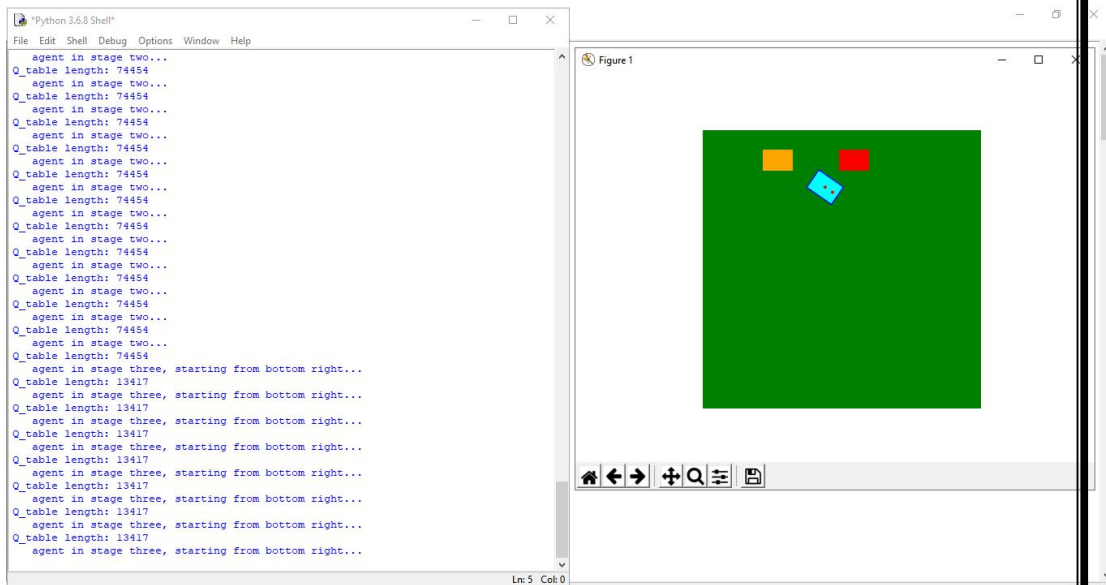 *Python 3.6.8 Shell*
File Edit Shell Debug Options Window Help
agent in stage two...
Q_table length: 74454
agent in stage two...
Q_table length: 74454
agent in stage two...
Q_table length: 74454
agent in stage two...
Q_table length: 74454
agent in stage two...
Q_table length: 74454
agent in stage two...
Q_table length: 74454
agent in stage two...
Q_table length: 74454
agent in stage two...
Q_table length: 74454
agent in stage two...
Q_table length: 74454
agent in stage two...
Q_table length: 74454
agent in stage two...
Q_table length: 74454
agent in stage two...
Q_table length: 74454
agent in stage three, starting from bottom right...
Q_table length: 13417
agent in stage three, starting from bottom right...
Q_table length: 13417
agent in stage three, starting from bottom right...
Q_table length: 13417
agent in stage three, starting from bottom right...
Q_table length: 13417
agent in stage three, starting from bottom right...
Q_table length: 13417
agent in stage three, starting from bottom right...
Q_table length: 13417
agent in stage three, starting from bottom right...
Q_table length: 13417
agent in stage three, starting from bottom right...
Ln: 5 Col: 0
Figure 1